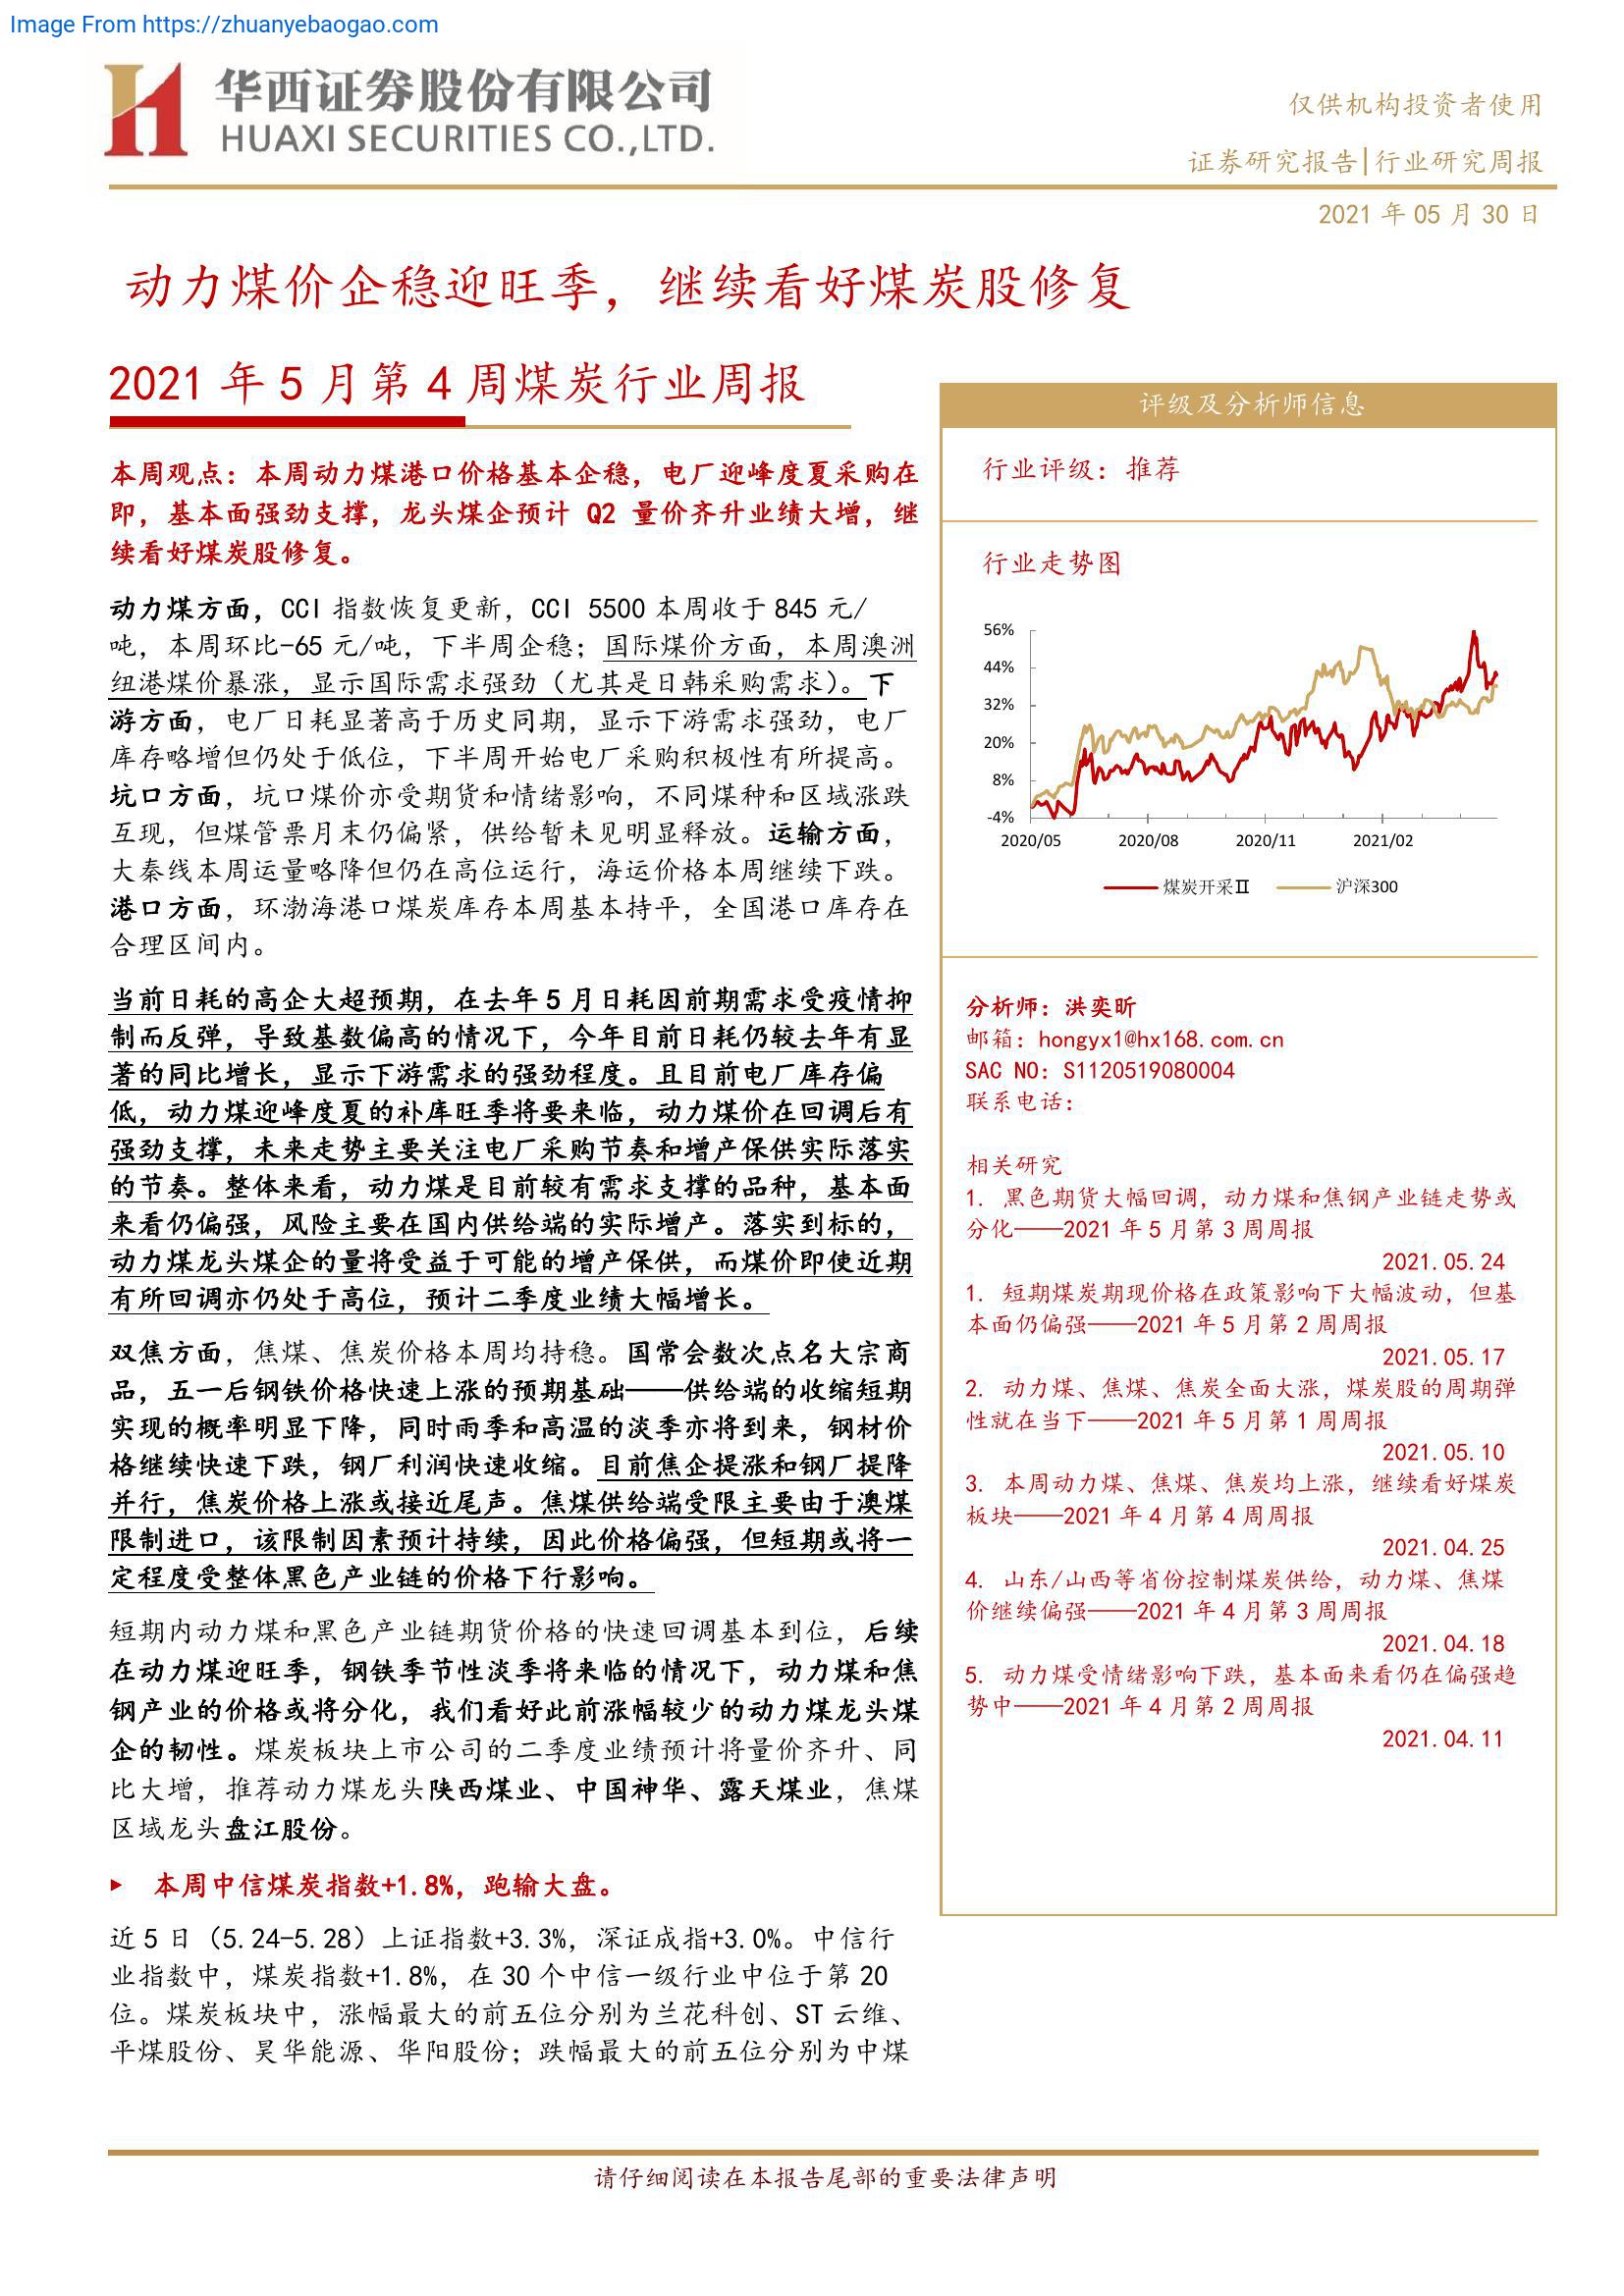 Image From https://zhuanyebaogao.com
华西证券股份有限公司
HUAXI SECURITIES CO.,LTD.
仅供机构投资者使用
证券研究报告|行业研究周报
2021 年 05 月 30 日
动力煤价企稳迎旺季，继续看好煤炭股修复
2021 年 5 月第 4 周煤炭行业周报
本周观点：本周动力煤港口价格基本企稳，电厂迎峰度夏采购在
即，基本面强劲支撑，龙头煤企预计 Q2 量价齐升业绩大增，继
续看好煤炭股修复。
动力煤方面，CCI 指数恢复更新，CCI 5500 本周收于 845 元/
吨，本周环比-65 元/吨，下半周企稳；国际煤价方面，本周澳洲
纽港煤价暴涨，显示国际需求强劲（尤其是日韩采购需求）。下
游方面，电厂日耗显著高于历史同期，显示下游需求强劲，电厂
库存略增但仍处于低位，下半周开始电厂采购积极性有所提高。
坑口方面，坑口煤价亦受期货和情绪影响，不同煤种和区域涨跌
互现，但煤管票月末仍偏紧，供给暂未见明显释放。运输方面，
大秦线本周运量略降但仍在高位运行，海运价格本周继续下跌。
港口方面，环渤海港口煤炭库存本周基本持平，全国港口库存在
合理区间内。
当前日耗的高企大超预期，在去年 5 月日耗因前期需求受疫情抑
制而反弹，导致基数偏高的情况下，今年目前日耗仍较去年有显
著的同比增长，显示下游需求的强劲程度。且目前电厂库存偏
低，动力煤迎峰度夏的补库旺季将要来临，动力煤价在回调后有
强劲支撑，未来走势主要关注电厂采购节奏和增产保供实际落实
的节奏。整体来看，动力煤是目前较有需求支撑的品种，基本面
来看仍偏强，风险主要在国内供给端的实际增产。落实到标的，
动力煤龙头煤企的量将受益于可能的增产保供，而煤价即使近期
有所回调亦仍处于高位，预计二季度业绩大幅增长。
双焦方面，焦煤、焦炭价格本周均持稳。国常会数次点名大宗商
品，五一后钢铁价格快速上涨的预期基础——供给端的收缩短期
实现的概率明显下降，同时雨季和高温的淡季亦将到来，钢材价
格继续快速下跌，钢厂利润快速收缩。目前焦企提涨和钢厂提降
并行，焦炭价格上涨或接近尾声。焦煤供给端受限主要由于澳煤
限制进口，该限制因素预计持续，因此价格偏强，但短期或将一
定程度受整体黑色产业链的价格下行影响。
短期内动力煤和黑色产业链期货价格的快速回调基本到位，后续
在动力煤迎旺季，钢铁季节性淡季将来临的情况下，动力煤和焦
钢产业的价格或将分化，我们看好此前涨幅较少的动力煤龙头煤
企的韧性。煤炭板块上市公司的二季度业绩预计将量价齐升、同
比大增，推荐动力煤龙头陕西煤业、中国神华、露天煤业，焦煤
区域龙头盘江股份。
▶ 本周中信煤炭指数+1.8%，跑输大盘。
近 5 日（5.24-5.28）上证指数+3.3%，深证成指+3.0%。中信行
业指数中，煤炭指数+1.8%，在 30 个中信一级行业中位于第 20
位。煤炭板块中，涨幅最大的前五位分别为兰花科创、ST 云维、
平煤股份、昊华能源、华阳股份；跌幅最大的前五位分别为中煤
评级及分析师信息
行业评级：推荐
行业走势图
56%
44%
32%
20%
8%
-4%
2020/05 2020/08 2020/11 2021/02
煤炭开采Ⅱ 沪深300
分析师：洪奕昕
邮箱：hongyx1@hx168.com.cn
SAC NO：S1120519080004
联系电话：
相关研究
1. 黑色期货大幅回调，动力煤和焦钢产业链走势或
分化——2021 年 5 月第 3 周周报
2021.05.24
1. 短期煤炭期现价格在政策影响下大幅波动，但基
本面仍偏强——2021 年 5 月第 2 周周报
2021.05.17
2. 动力煤、焦煤、焦炭全面大涨，煤炭股的周期弹
性就在当下——2021 年 5 月第 1 周周报
2021.05.10
3. 本周动力煤、焦煤、焦炭均上涨，继续看好煤炭
板块——2021 年 4 月第 4 周周报
2021.04.25
4. 山东/山西等省份控制煤炭供给，动力煤、焦煤
价继续偏强——2021 年 4 月第 3 周周报
2021.04.18
5. 动力煤受情绪影响下跌，基本面来看仍在偏强趋
势中——2021 年 4 月第 2 周周报
2021.04.11
请仔细阅读在本报告尾部的重要法律声明